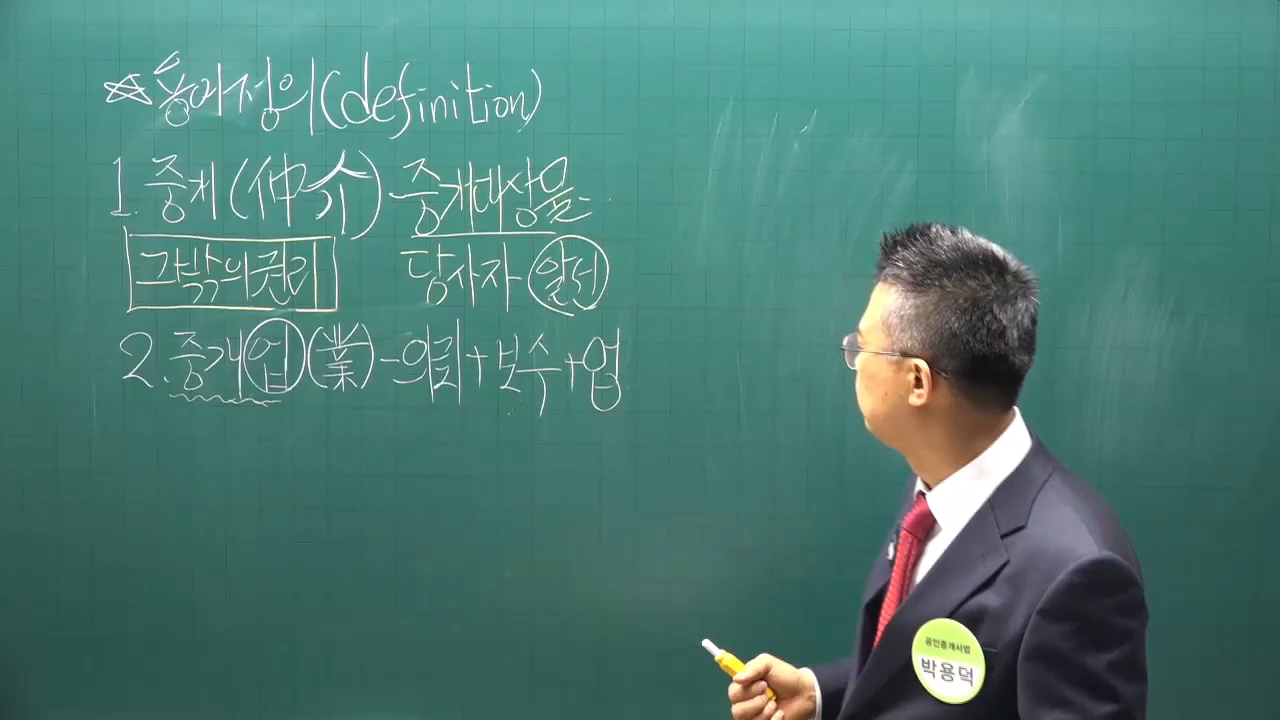 ☆용어정의(definition)
1. 중개(仲介)-중개대상물
그밖의권리 당사자 알선
2. 중개업(業)-의뢰+보수+업
공인중개사법
박용덕